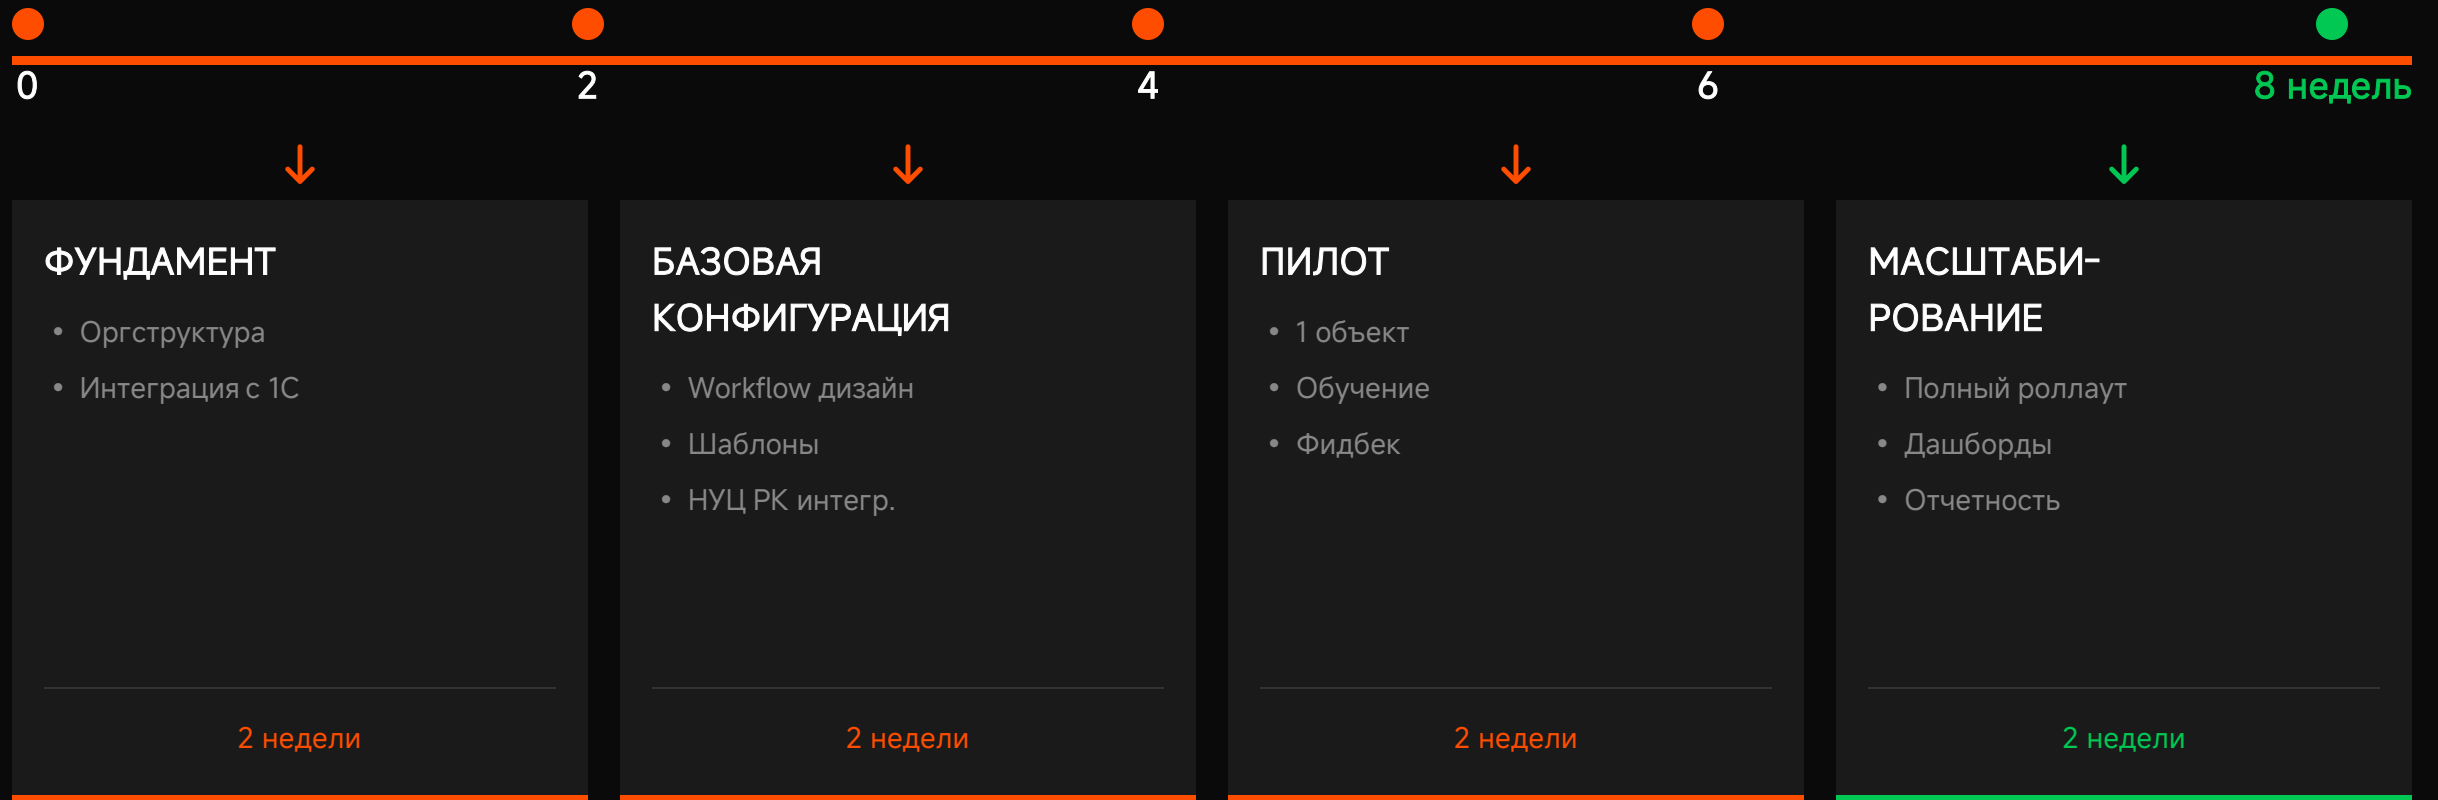 0
2
4
6
8 недель
ФУНДАМЕНТ
• Оргструктура
• Интеграция с 1С
2 недели
БАЗОВАЯ
КОНФИГУРАЦИЯ
• Workflow дизайн
• Шаблоны
• НУЦ РК интегр.
2 недели
ПИЛОТ
• 1 объект
• Обучение
• Фидбек
2 недели
МАСШТАБИ-
РОВАНИЕ
• Полный роллаут
• Дашборды
• Отчетность
2 недели